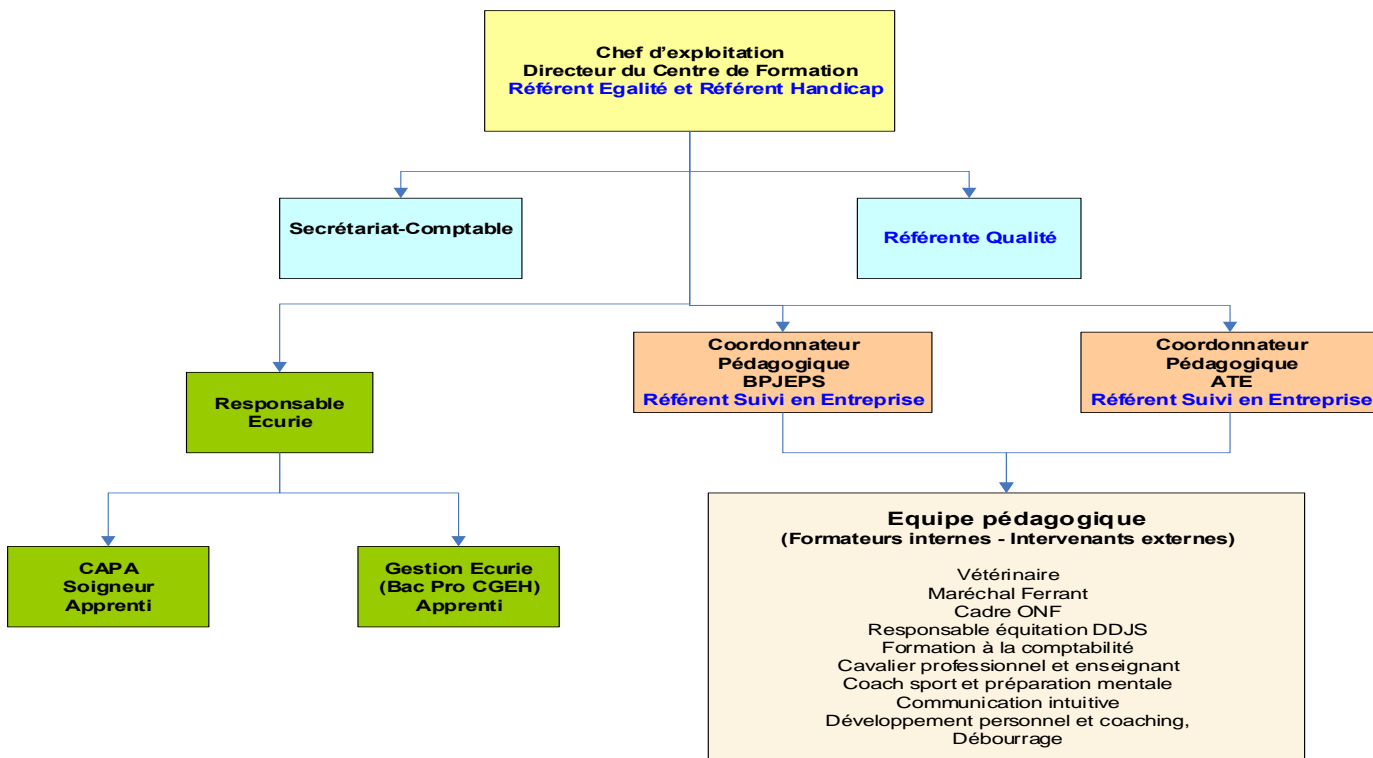 Chef d'exploitation
Directeur du Centre de Formation
Référent Egalité et Référent Handicap
Secrétariat-Comptable
Référente Qualité
Coordonnateur
Pédagogique
BPJEPS
Référent Suivi en Entreprise
Coordonnateur
Pédagogique
ATE
Référent Suivi en Entreprise
Responsable
Ecurie
CAPA
Soigneur
Apprenti
Gestion Ecurie
(Bac Pro CGEH)
Apprenti
Equipe pédagogique
(Formateurs internes - Intervenants externes)
Vétérinaire
Maréchal Ferrant
Cadre ONF
Responsable équitation DDJS
Formation à la comptabilité
Cavalier professionnel et enseignant
Coach sport et préparation mentale
Communication intuitive
Développement personnel et coaching,
Débourrage